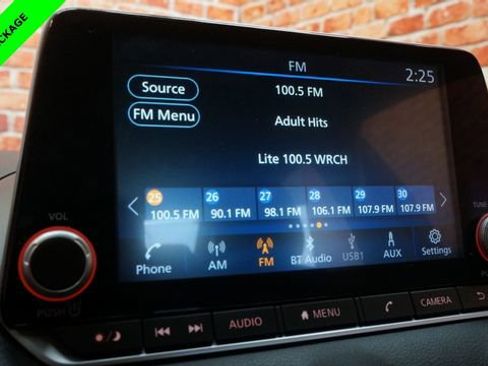 PACKAGE
FM
2:25
Source
100.5 FM
FM Menu
Adult Hits
Lite 100.5 WRCH
25 26 27 28 29 30
100.5 FM 90.1 FM 98.1 FM 106.1 FM 107.9 FM 107.9 FM
VOL
TUNE
Phone AM FM BT Audio USB1 AUX Settings
PUSH
AUDIO MENU CAMERA